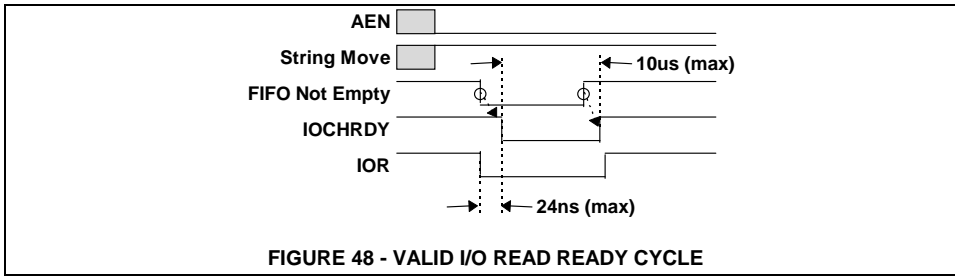 AEN
String Move
10us (max)
FIFO Not Empty
IOCHRDY
IOR
24ns (max)
FIGURE 48 - VALID I/O READ READY CYCLE